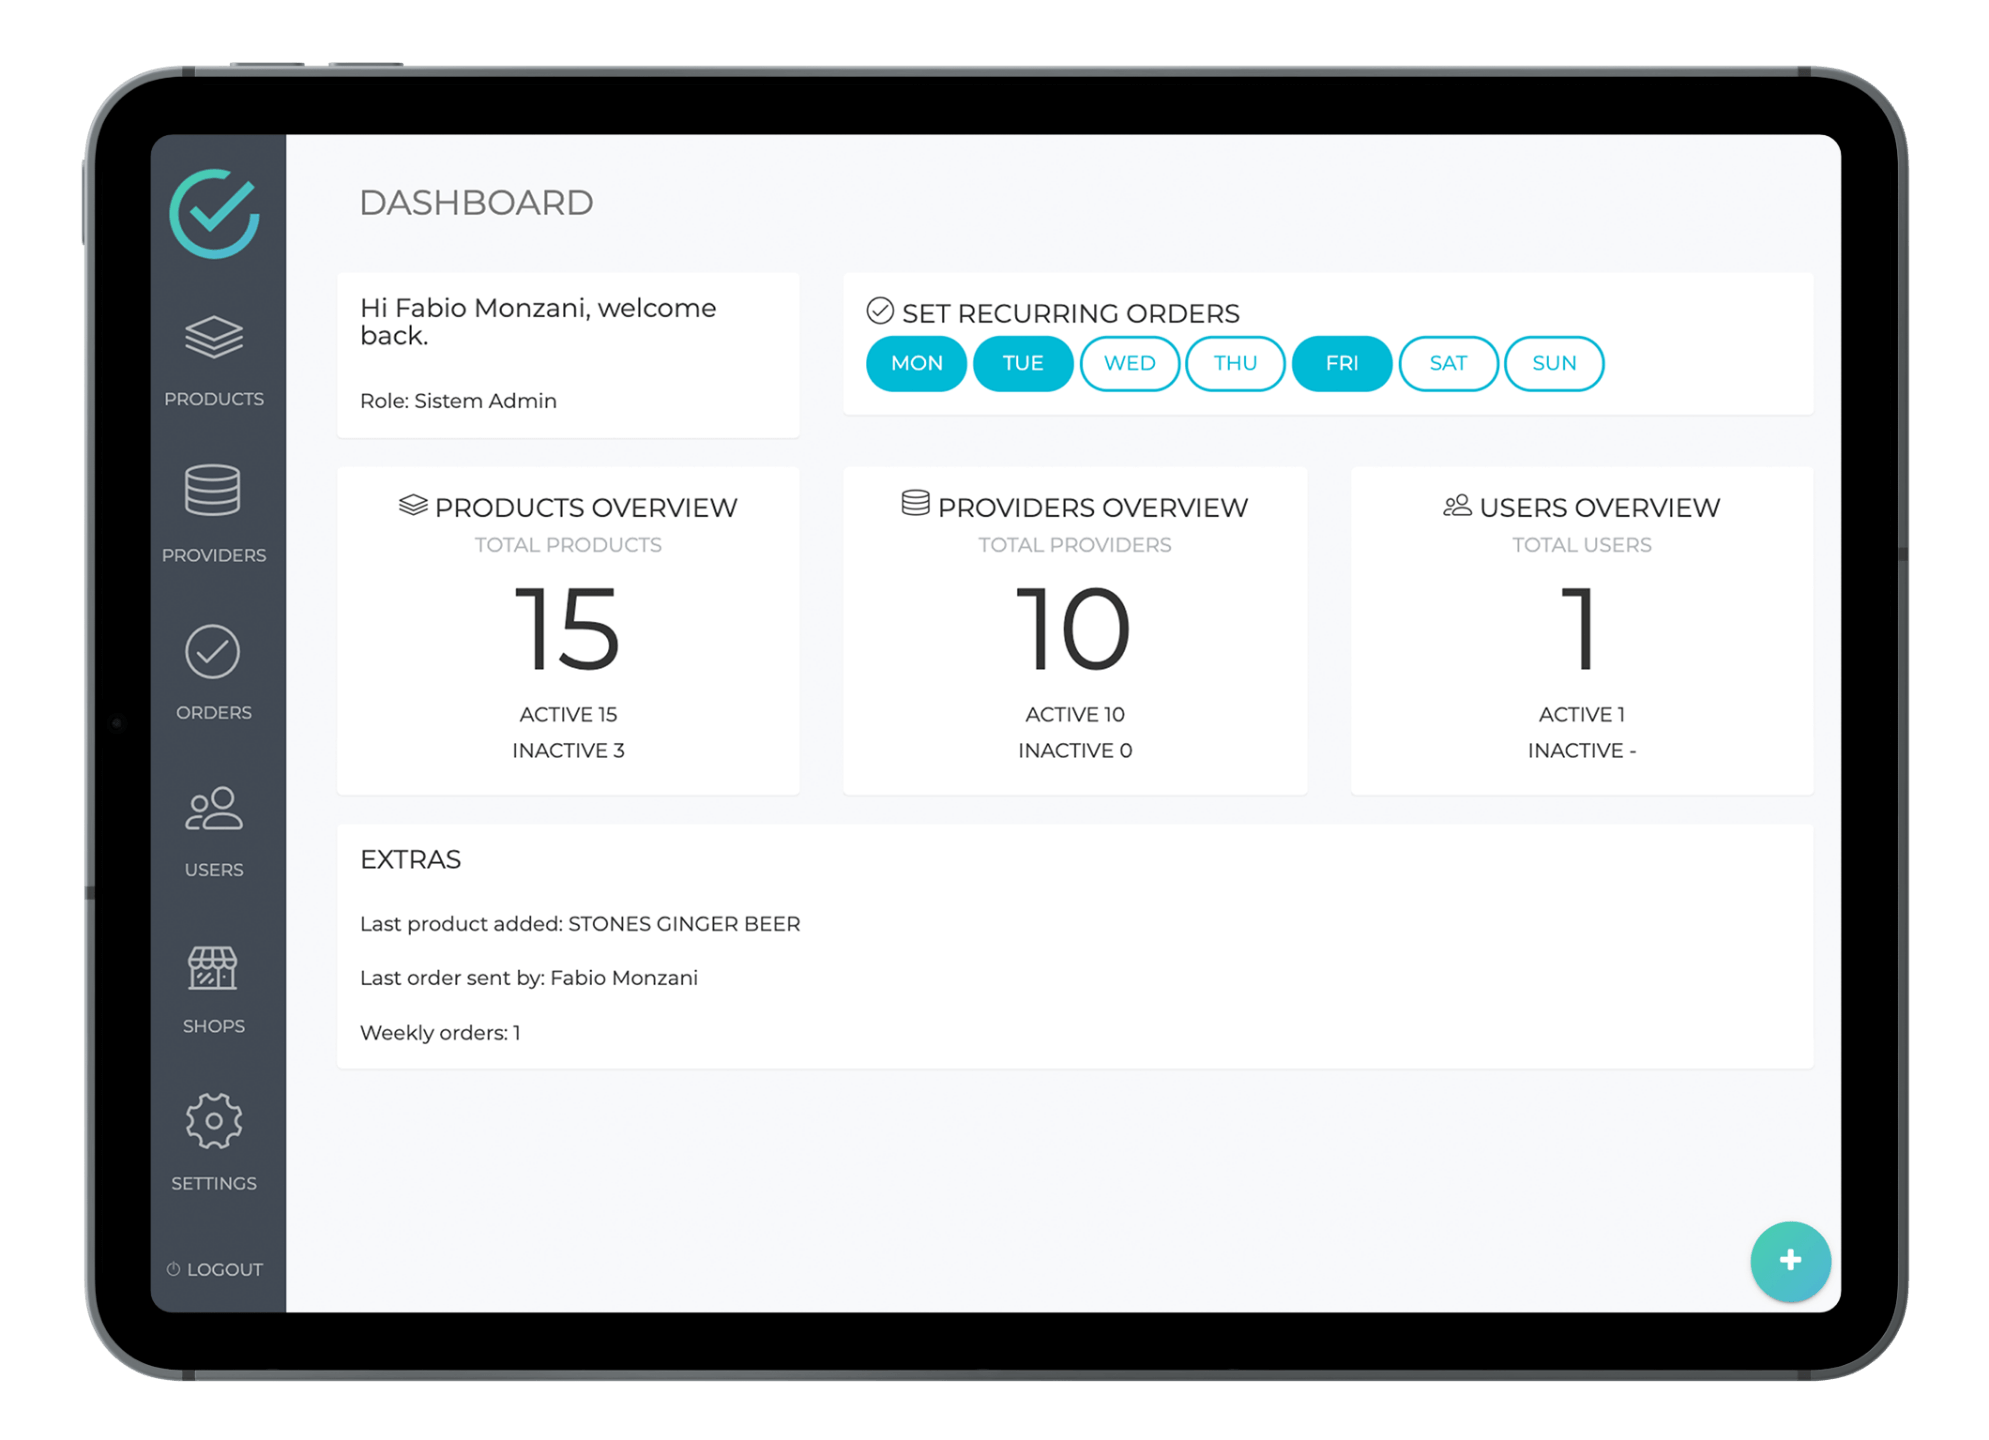 DASHBOARD
Hi Fabio Monzani, welcome
back.
Role: Sistem Admin
SET RECURRING ORDERS
MON TUE WED THU FRI SAT SUN
PRODUCTS
PROVIDERS
ORDERS
USERS
SHOPS
SETTINGS
LOGOUT
PRODUCTS OVERVIEW
TOTAL PRODUCTS
15
ACTIVE 15
INACTIVE 3
PROVIDERS OVERVIEW
TOTAL PROVIDERS
10
ACTIVE 10
INACTIVE 0
USERS OVERVIEW
TOTAL USERS
1
ACTIVE 1
INACTIVE -
EXTRAS
Last product added: STONES GINGER BEER
Last order sent by: Fabio Monzani
Weekly orders: 1
+